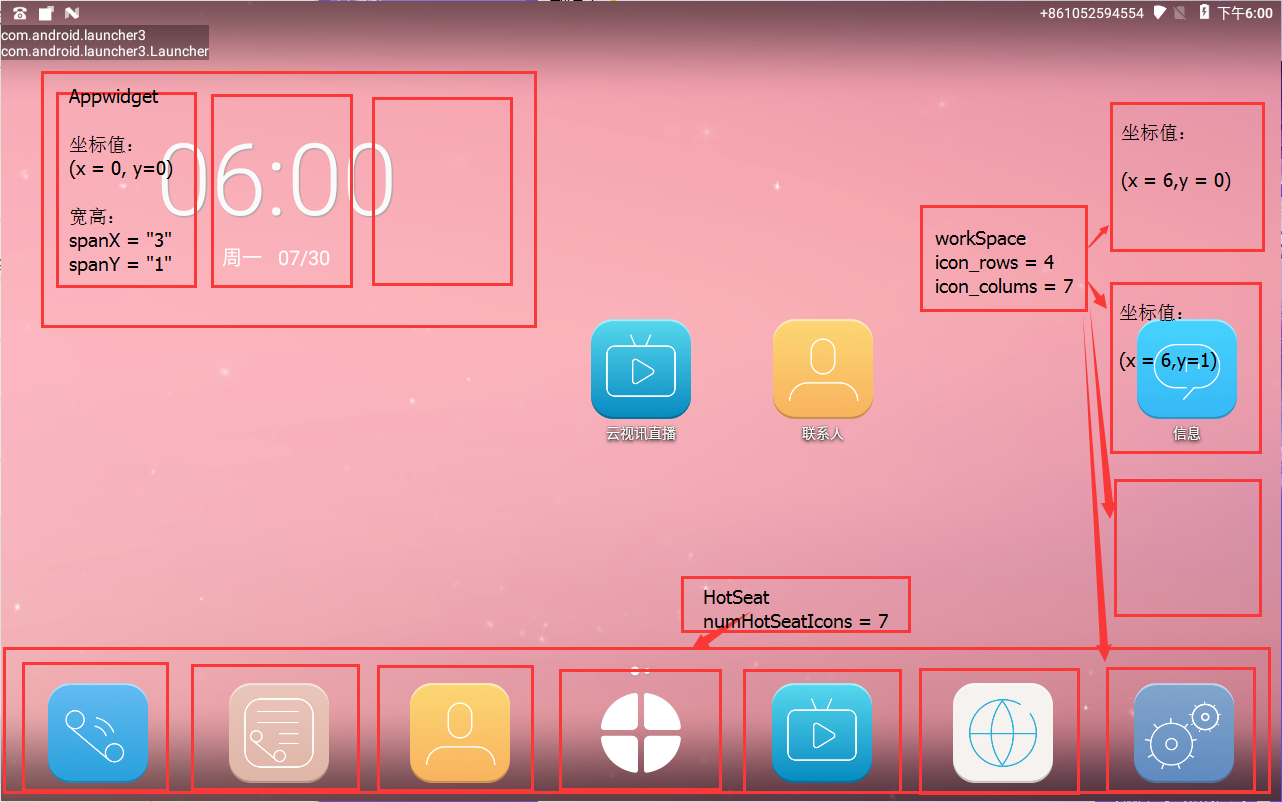 +861052594554 下午6:00
com.android.launcher3
com.android.launcher3.Launcher
Appwidget
坐标值：
(x = 0, y=0)
宽高：
spanX = "3"
spanY = "1"
06:00
周一 07/30
坐标值：
(x = 6,y = 0)
workSpace
icon_rows = 4
icon_colums = 7
坐标值：
(x = 6,y=1)
云视讯直播
联系人
信息
HotSeat
numHotSeatIcons = 7